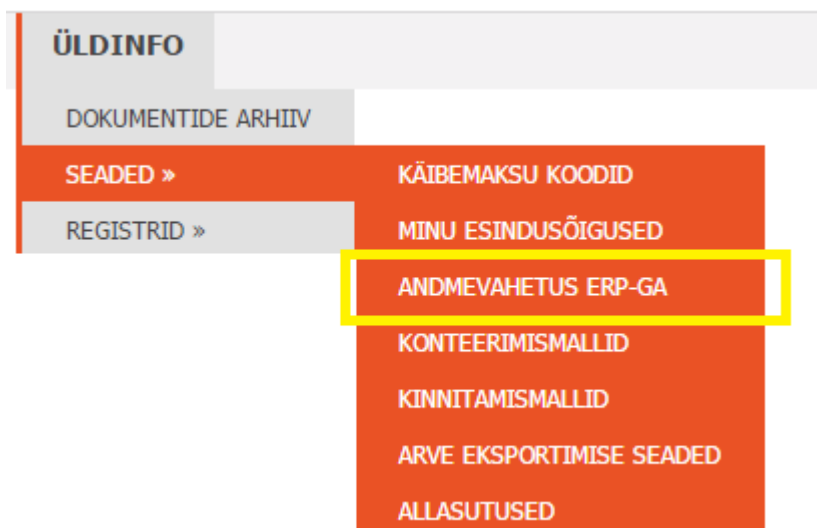 ÜLDINFO
DOKUMENTIDE ARHIIV
SEADED »
REGISTRID »
KÄIBEMAKSU KOODID
MINU ESINDUSÕIGUSED
ANDMEVAHETUS ERP-GA
KONTEERIMISMALLID
KINNITAMISMALLID
ARVE EKSPORTIMISE SEADED
ALLASUTUSED